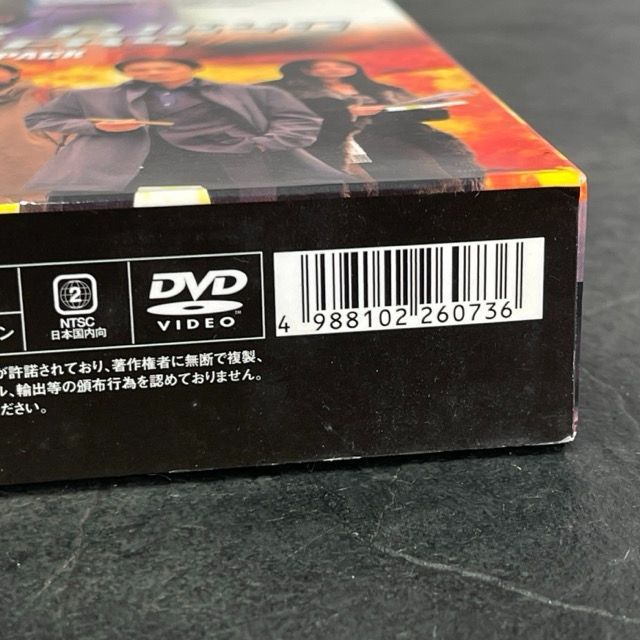 PACK
2
NTSC
日本国内向
DVD
VIDEO
4 988102 260736
が許諾されており、著作権者に無断で複製、
輸出等の頒布行為を認めておりません。
ださい。